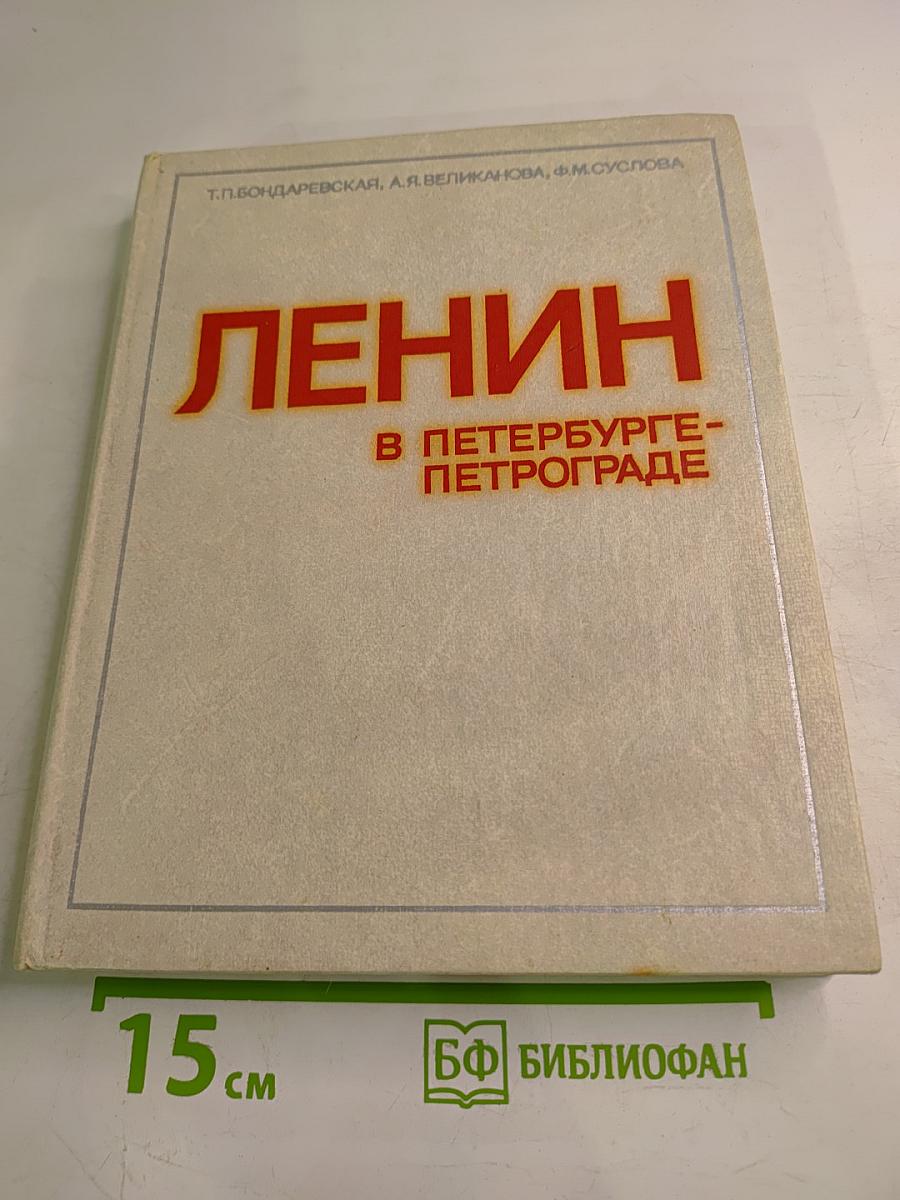 Т.П.БОНДАРЕВСКАЯ, А.Я.ВЕЛИКАНОВА, Ф.М.СУСЛОВА
ЛЕНИН
В ПЕТЕРБУРГЕ-
ПЕТРОГРАДЕ
15 см
БФ БИБЛИОФАН